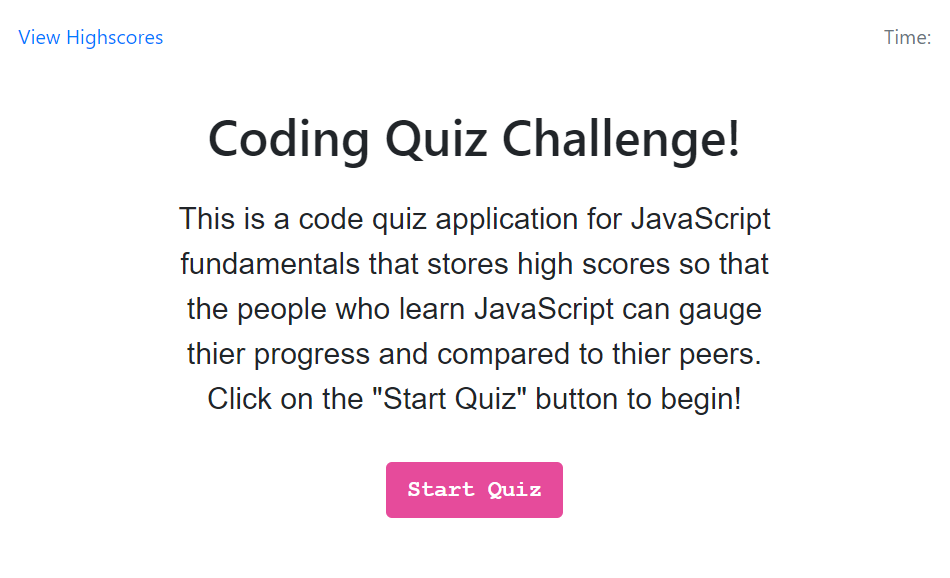 View Highscores
Time:
Coding Quiz Challenge!
This is a code quiz application for JavaScript
fundamentals that stores high scores so that
the people who learn JavaScript can gauge
thier progress and compared to thier peers.
Click on the "Start Quiz" button to begin!
Start Quiz